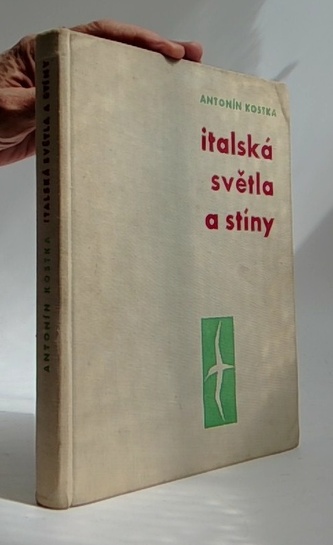 ANTONÍN KOSTKA
italská
světla
a stíny
ANTONÍN KOSTKA ITALSKÁ SVĚTLA A STÍNY